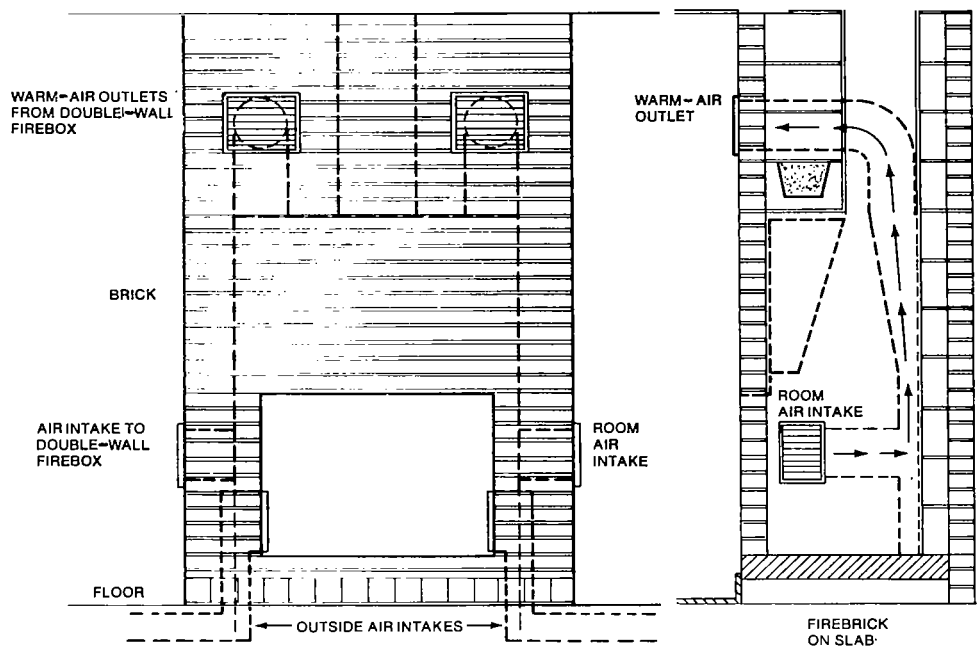 WARM-AIR OUTLETS
FROM DOUBLE-WALL
FIREBOX
BRICK
AIR INTAKE TO
DOUBLE-WALL
FIREBOX
ROOM
AIR
INTAKE
FLOOR
OUTSIDE AIR INTAKES
WARM-AIR
OUTLET
ROOM
AIR INTAKE
FIREBRICK
ON SLAB